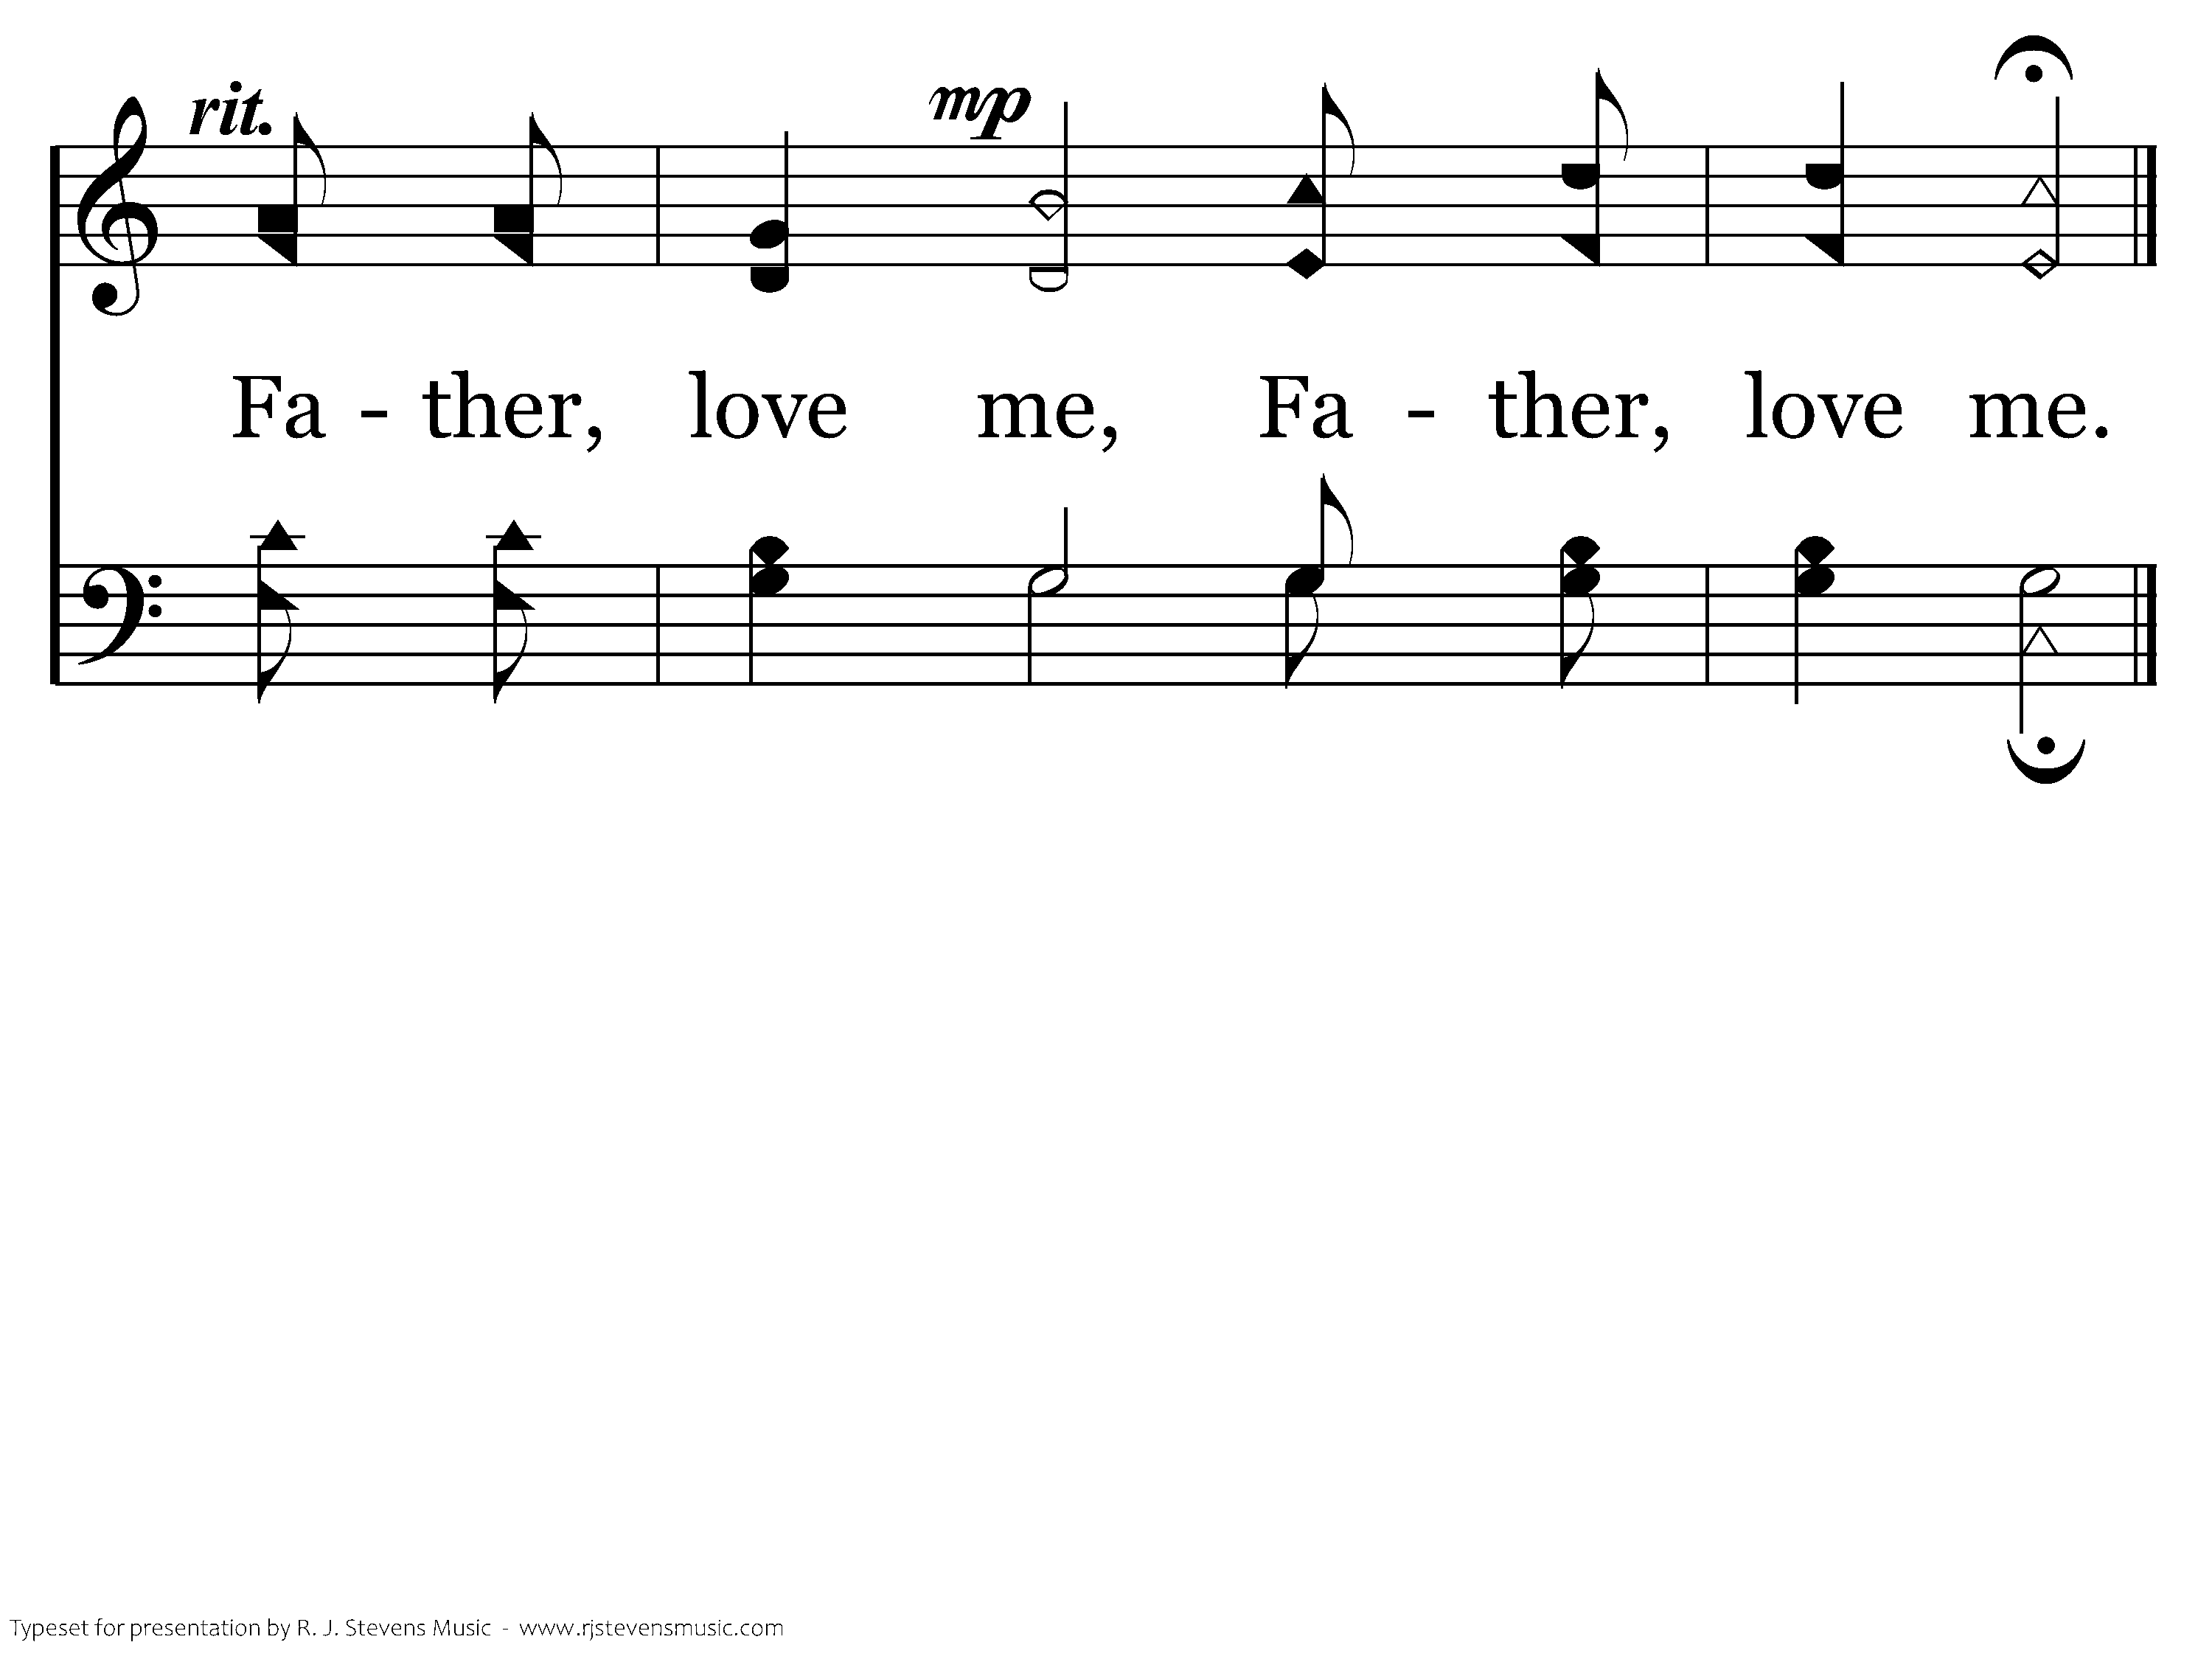 rit.
mp
Fa - ther, love me, Fa - ther, love me.
Typeset for presentation by R. J. Stevens Music - www.rjstevensmusic.com